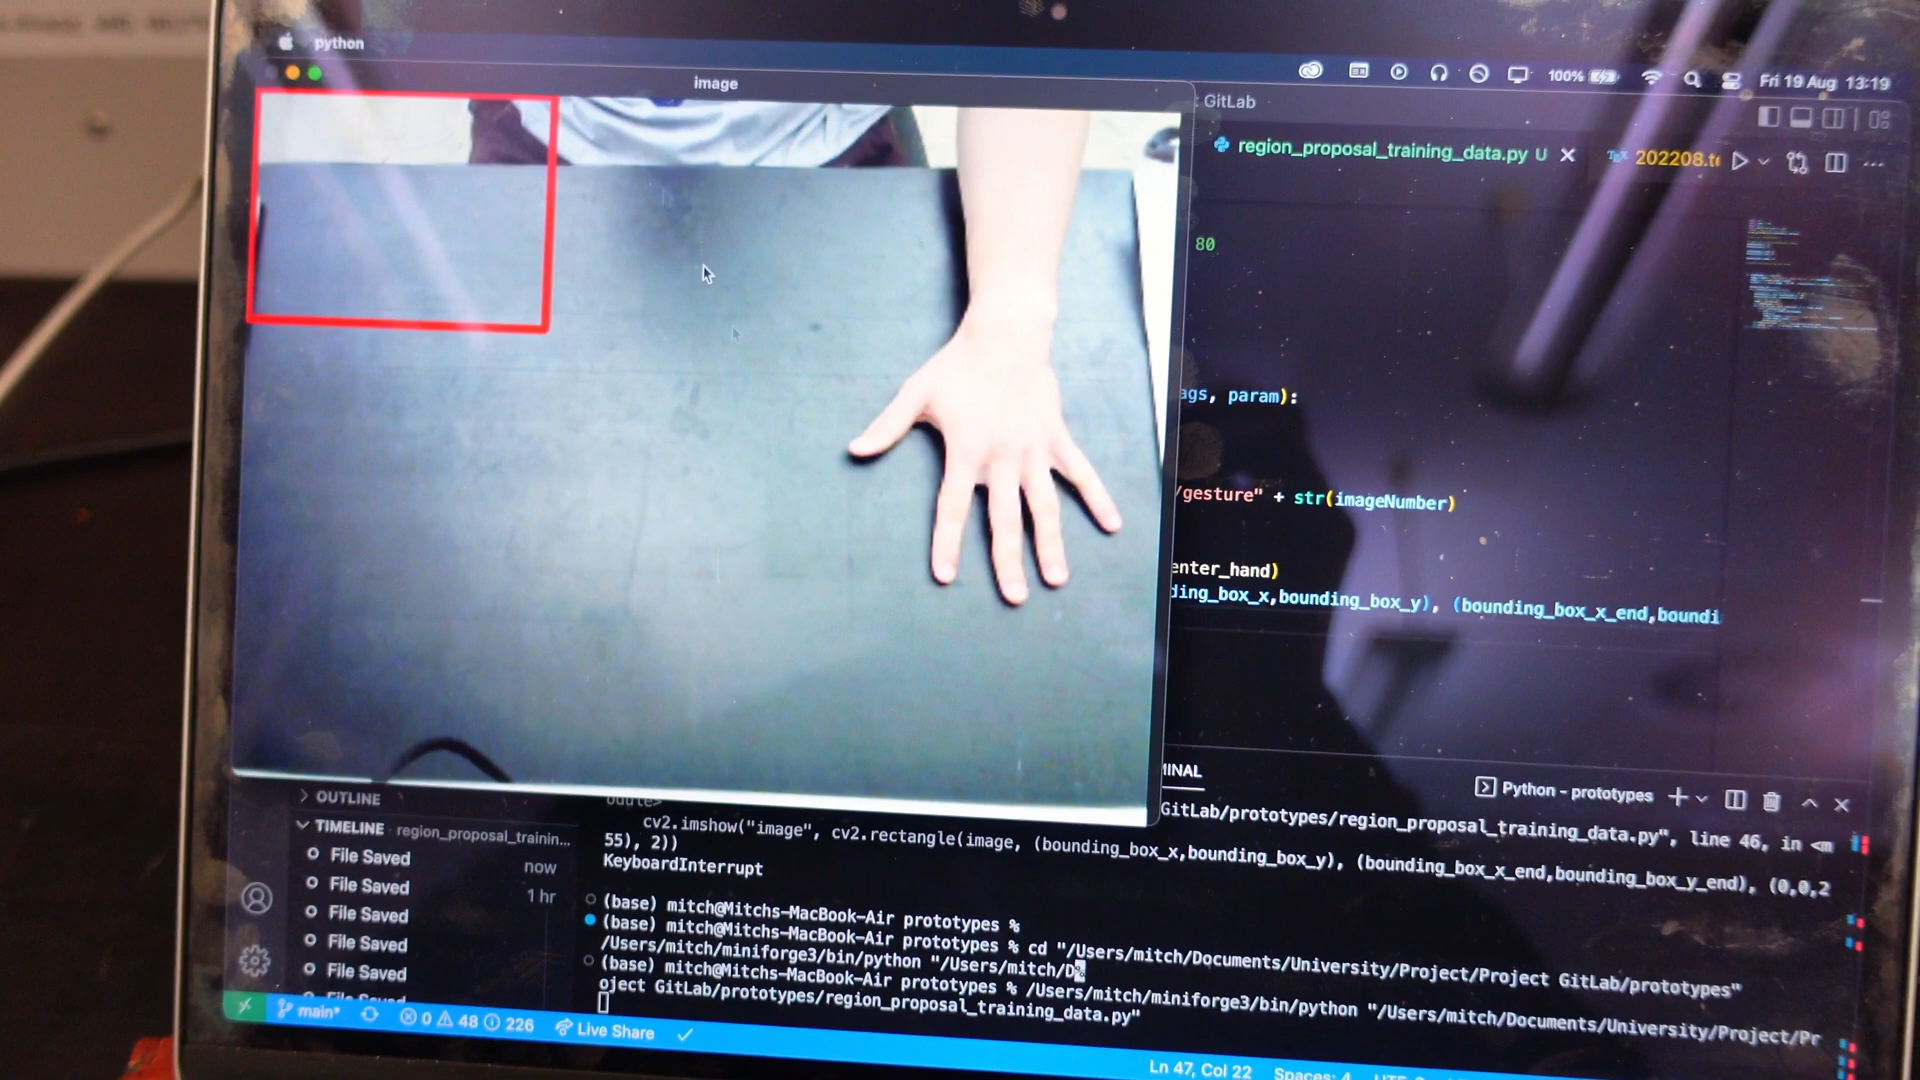 python
100%
Fri 19 Aug 13:19
image
GitLab
region_proposal_training_data.py U
202208.t
80
ags, param):
/gesture" + str(imageNumber)
enter_hand)
ding_box_x,bounding_box_y), (bounding_box_x_end,boundi
OUTLINE
TIMELINE region_proposal_trainin...
File Saved now
File Saved 1 hr
File Saved
File Saved
File Saved
File Saved
MINAL
Python - prototypes
GitLab/prototypes/region_proposal_training_data.py", line 46, in <m
odule>
cv2.imshow("image", cv2.rectangle(image, (bounding_box_x,bounding_box_y), (bounding_box_x_end,bounding_box_y_end), (0,0,2
55), 2))
KeyboardInterrupt
(base) mitch@Mitchs-MacBook-Air prototypes %
(base) mitch@Mitchs-MacBook-Air prototypes % cd "/Users/mitch/Documents/University/Project/Project GitLab/prototypes"
/Users/mitch/miniforge3/bin/python "/Users/mitch/D%
(base) mitch@Mitchs-MacBook-Air prototypes % /Users/mitch/miniforge3/bin/python "/Users/mitch/Documents/University/Project/Pr
oject GitLab/prototypes/region_proposal_training_data.py"
main* 0 48 226 Live Share
Ln 47, Col 22 Spaces: 4